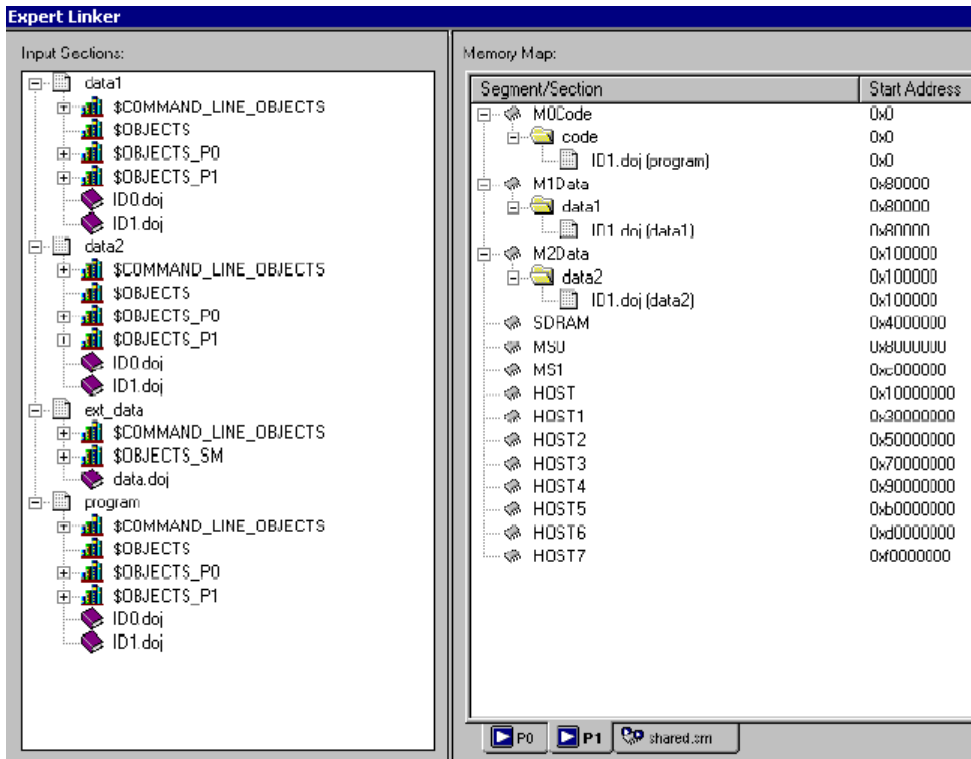 Expert Linker
Input Sections:
data1
$COMMAND_LINE_OBJECTS
$OBJECTS
$OBJECTS_P0
$OBJECTS_P1
ID0.doj
ID1.doj
data2
$COMMAND_LINE_OBJECTS
$OBJECTS
$OBJECTS_P0
$OBJECTS_P1
ID0.doj
ID1.doj
ext_data
$COMMAND_LINE_OBJECTS
$OBJECTS_SM
data.doj
program
$COMMAND_LINE_OBJECTS
$OBJECTS
$OBJECTS_P0
$OBJECTS_P1
ID0.doj
ID1.doj
Memory Map:
Segment/Section Start Address
M0Code 0x0
code 0x0
ID1.doj (program) 0x0
M1Data 0x80000
data1 0x80000
ID1.doj (data1) 0x80000
M2Data 0x100000
data2 0x100000
ID1.doj (data2) 0x100000
SDRAM 0x4000000
MS0 0x8000000
MS1 0xc000000
HOST 0x10000000
HOST1 0x30000000
HOST2 0x50000000
HOST3 0x70000000
HOST4 0x90000000
HOST5 0xb0000000
HOST6 0xd0000000
HOST7 0xf0000000
P0 P1 shared.sm